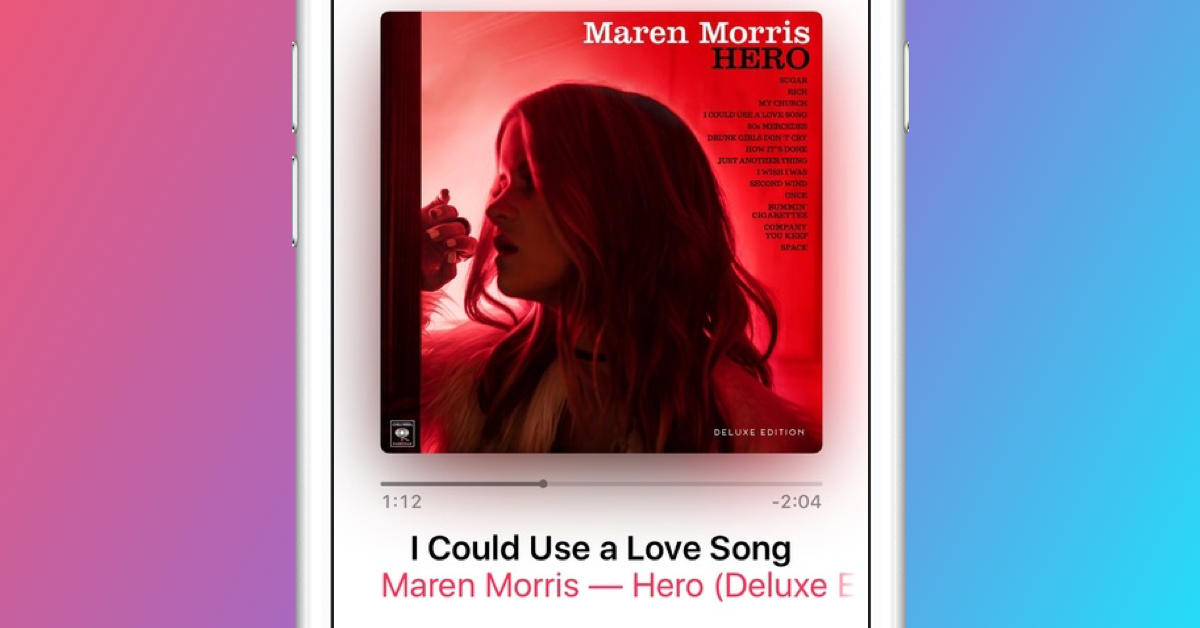 Maren Morris
HERO
SUGAR
RICH
MY CHURCH
I COULD USE A LOVE SONG
80s MERCEDES
DRUNK GIRLS DON'T CRY
HOW IT'S DONE
JUST ANOTHER THING
I WISH I WAS
SECOND WIND
ONCE
BUMMIN'
CIGARETTES
COMPANY
YOU KEEP
SPACE
DELUXE EDITION
1:12
-2:04
I Could Use a Love Song
Maren Morris — Hero (Deluxe E